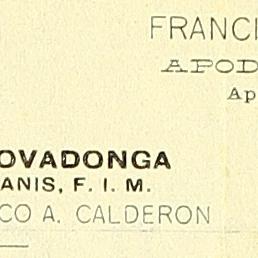 FRANCI
APOD
Ap
OVADONGA
ANIS, F. I. M.
CO A. CALDERON